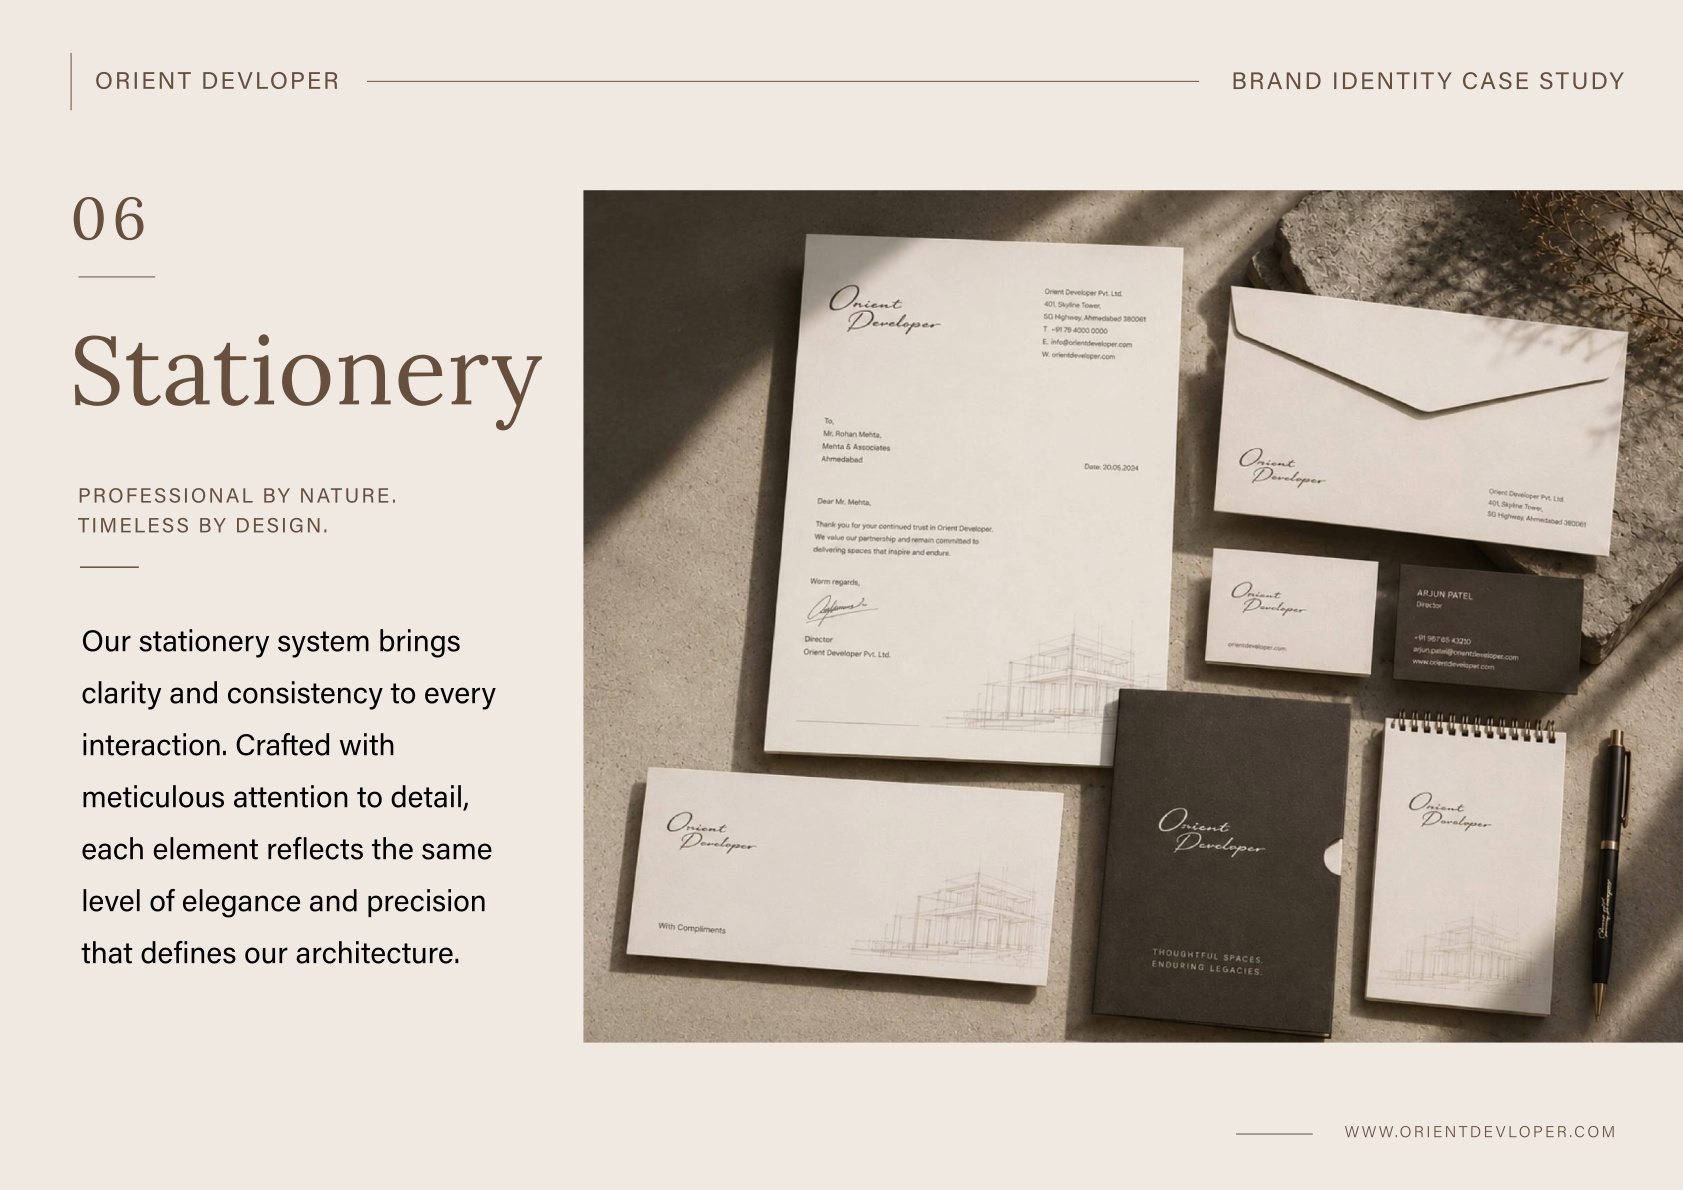 ORIENT DEVLOPER
BRAND IDENTITY CASE STUDY
06
Stationery
PROFESSIONAL BY NATURE.
TIMELESS BY DESIGN.
Our stationery system brings
clarity and consistency to every
interaction. Crafted with
meticulous attention to detail,
each element reflects the same
level of elegance and precision
that defines our architecture.
Orient
Developer
Orient Developer Pvt. Ltd.
401, Skyline Tower,
SG Highway, Ahmedabad 380061
T +91 79 4000 0000
E. info@orientdeveloper.com
W. orientdeveloper.com
To,
Mr. Rohan Mehta,
Mehta & Associates
Ahmedabad
Date: 20.05.2024
Dear Mr. Mehta,
Thank you for your continued trust in Orient Developer.
We value our partnership and remain committed to
delivering spaces that inspire and endure.
Worm regards,
Director
Orient Developer Pvt. Ltd.
Orient
Developer
Orient Developer Pvt. Ltd.
401, Skyline Tower,
SG Highway, Ahmedabad 380061
Orient
Developer
orientdeveloper.com
ARJUN PATEL
Director
+91 987 65 43210
arjun.patel@orientdeveloper.com
www.orientdeveloper.com
Orient
Developer
With Compliments
Orient
Developer
THOUGHTFUL SPACES.
ENDURING LEGACIES.
Orient
Developer
WWW.ORIENTDEVLOPER.COM